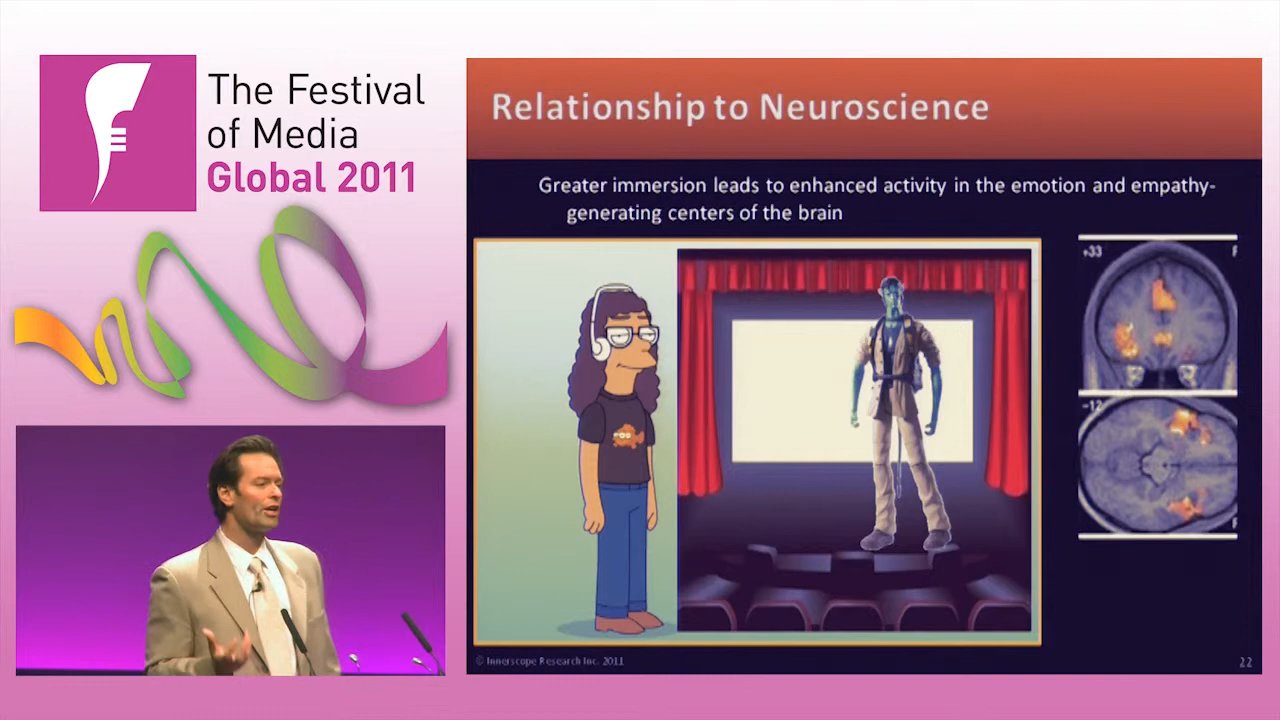 The Festival
of Media
Global 2011
Relationship to Neuroscience
Greater immersion leads to enhanced activity in the emotion and empathy-
generating centers of the brain
+33
-12
© Innerscope Research Inc. 2011
22